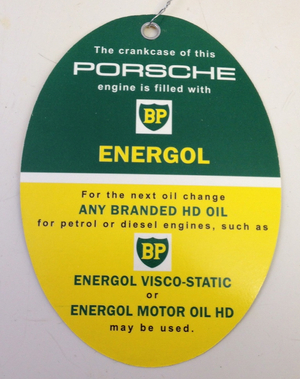 The crankcase of this
PORSCHE
engine is filled with
BP
ENERGOL
For the next oil change
ANY BRANDED HD OIL
for petrol or diesel engines, such as
BP
ENERGOL VISCO-STATIC
or
ENERGOL MOTOR OIL HD
may be used.